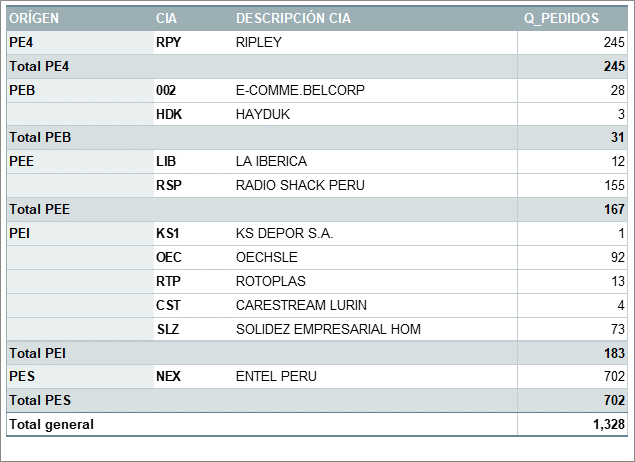 ORÍGEN CIA DESCRIPCIÓN CIA Q_PEDIDOS
PE4 RPY RIPLEY 245
Total PE4 245
PEB 002 E-COMME.BELCORP 28
HDK HAYDUK 3
Total PEB 31
PEE LIB LA IBERICA 12
RSP RADIO SHACK PERU 155
Total PEE 167
PEI KS1 KS DEPOR S.A. 1
OEC OECHSLE 92
RTP ROTOPLAS 13
CST CARESTREAM LURIN 4
SLZ SOLIDEZ EMPRESARIAL HOM 73
Total PEI 183
PES NEX ENTEL PERU 702
Total PES 702
Total general 1,328